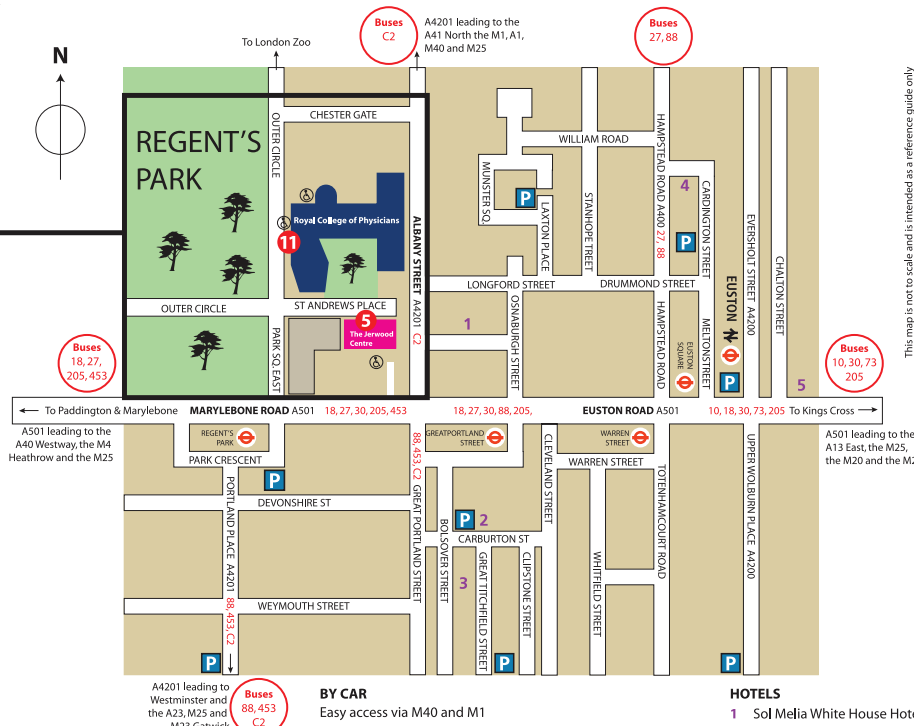 Buses
C2
A4201 leading to the
A41 North the M1, A1,
M40 and M25
Buses
27, 88
To London Zoo
N
This map is not to scale and is intended as a reference guide only
REGENT'S
PARK
OUTER CIRCLE
CHESTER GATE
Royal College of Physicians
11
ALBANY STREET A4201 C2
WILLIAM ROAD
MUNSTER SQ.
P
LAXTON PLACE
STANHOPE TREET
HAMPSTEAD ROAD A400 27, 88
4
P
CARDINGTON STREET
EVERSHOLT STREET A4200
CHALTON STREET
EUSTON
P
LONGFORD STREET
DRUMMOND STREET
OUTER CIRCLE
ST ANDREWS PLACE
5
The Jerwood
Centre
PARK SQ. EAST
1
OSNABURGH STREET
HAMPSTEAD ROAD
EUSTON
SQUARE
MELTONSTREET
5
Buses
18, 27,
205, 453
Buses
10, 30, 73
205
To Paddington & Marylebone
MARYLEBONE ROAD A501
18, 27, 30, 205, 453
18, 27, 30, 88, 205,
EUSTON ROAD A501
10, 18, 30, 73, 205
To Kings Cross
A501 leading to the
A40 Westway, the M4
Heathrow and the M25
A501 leading to the
A13 East, the M25,
the M20 and the M2
REGENT'S
PARK
GREATPORTLAND
STREET
WARREN
STREET
PARK CRESCENT
P
WARREN STREET
DEVONSHIRE ST
PORTLAND PLACE A4201 88, 453, C2
88, 453, C2 GREAT PORTLAND STREET
BOLSOVER STREET
P
2
CARBURTON ST
3
GREAT TITCHFIELD STREET
CLIPSTONE STREET
CLEVELAND STREET
WHITFIELD STREET
TOTENHAMCOURT ROAD
UPPER WOLBURN PLACE A4200
WEYMOUTH STREET
P
P
P
A4201 leading to
Westminster and
the A23, M25 and
M23 Gatwick
Buses
88, 453
C2
BY CAR
Easy access via M40 and M1
HOTELS
1 Sol Melia White House Hot